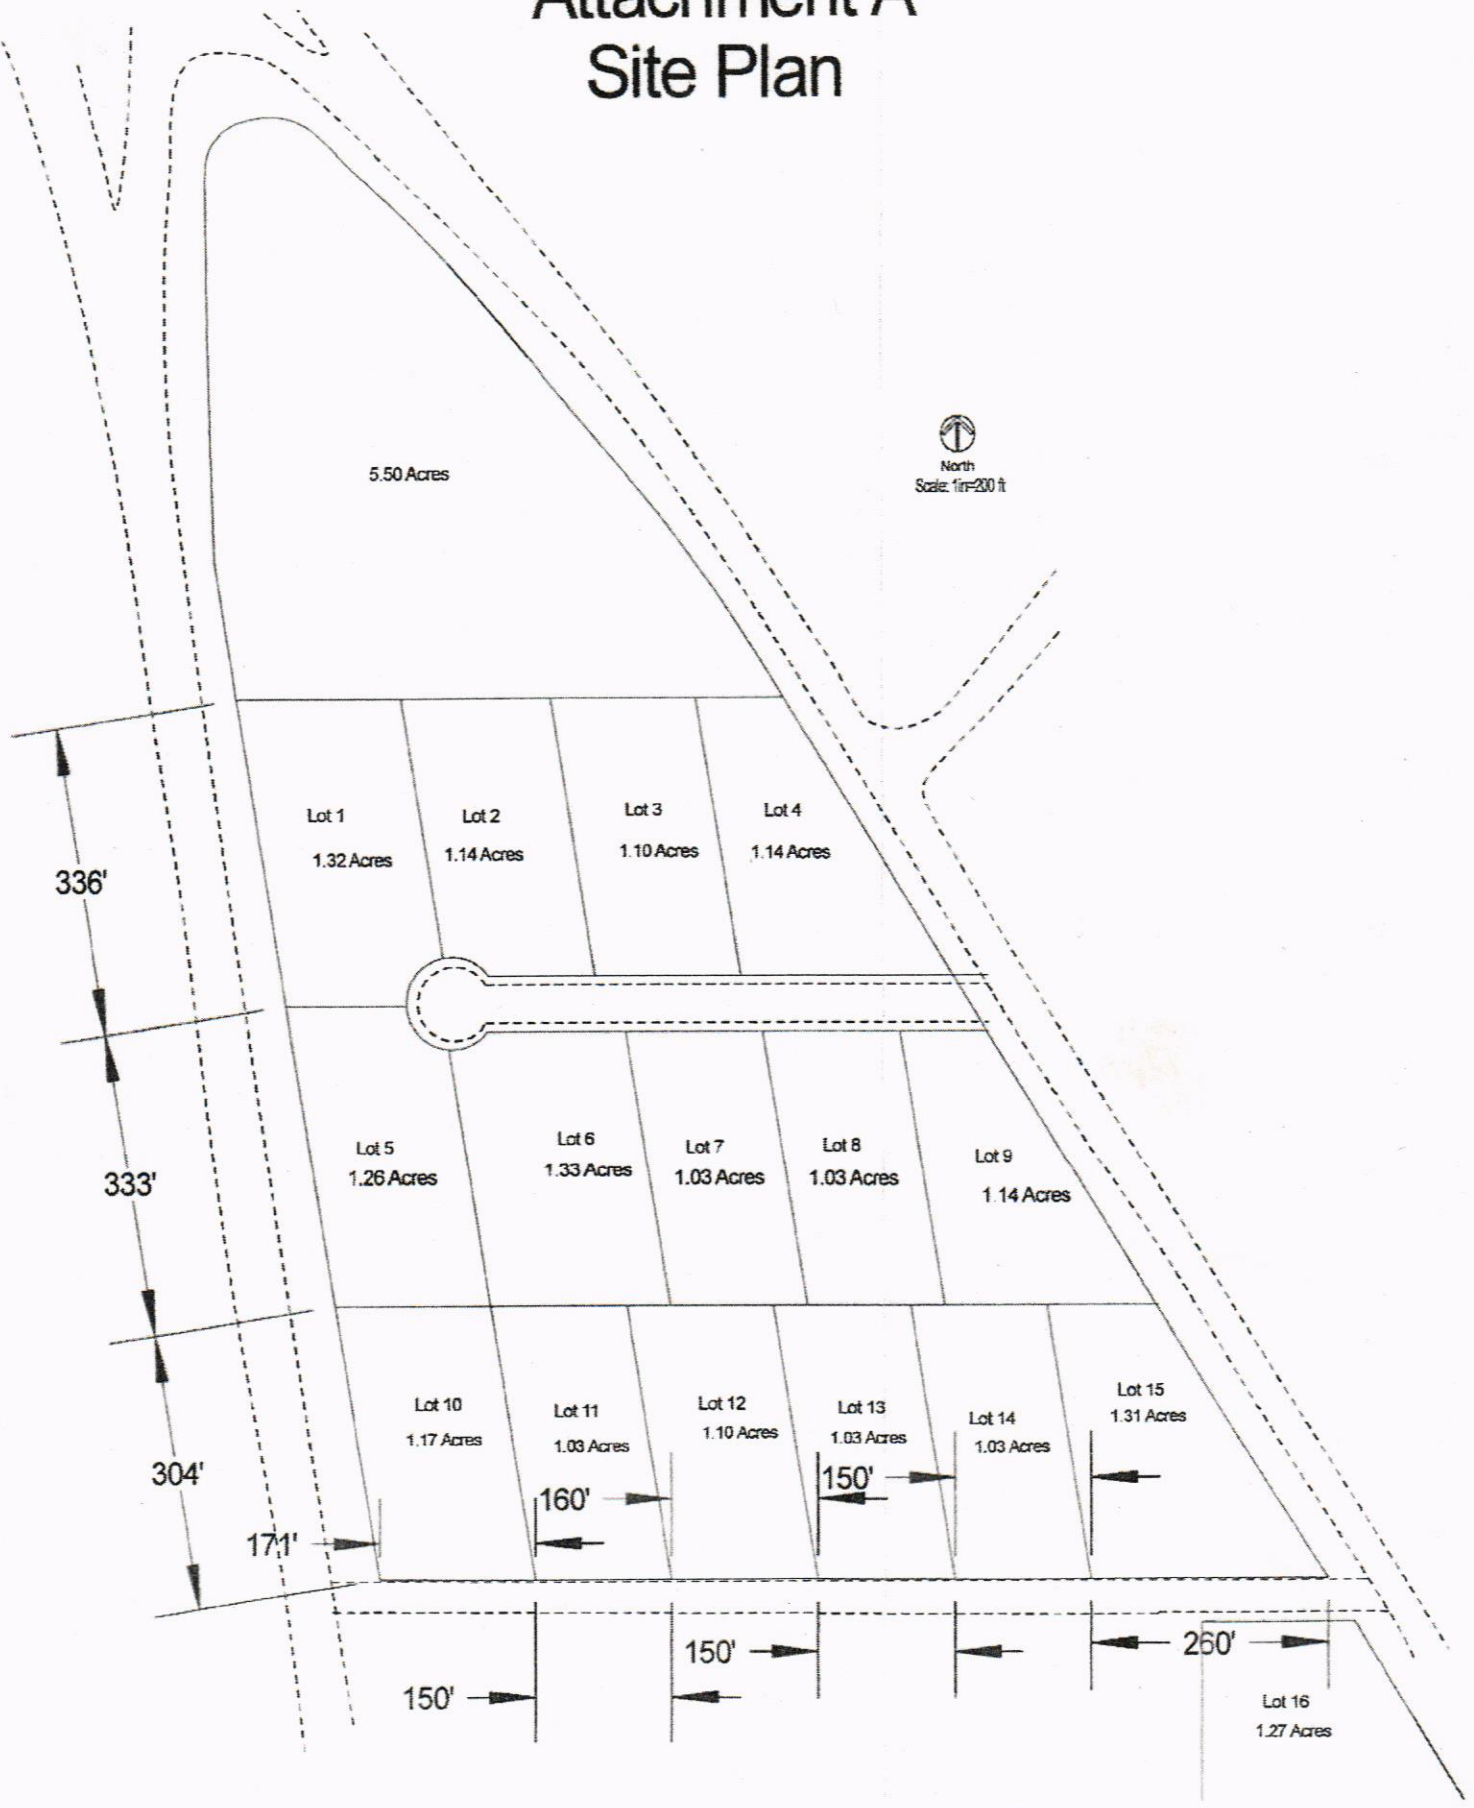 Attachment A
Site Plan
North
Scale: 1in=200 ft
5.50 Acres
Lot 1
1.32 Acres
Lot 2
1.14 Acres
Lot 3
1.10 Acres
Lot 4
1.14 Acres
336'
Lot 5
1.26 Acres
Lot 6
1.33 Acres
Lot 7
1.03 Acres
Lot 8
1.03 Acres
Lot 9
1.14 Acres
333'
Lot 10
1.17 Acres
Lot 11
1.03 Acres
Lot 12
1.10 Acres
Lot 13
1.03 Acres
Lot 14
1.03 Acres
Lot 15
1.31 Acres
304'
171'
160'
150'
150'
150'
260'
Lot 16
1.27 Acres